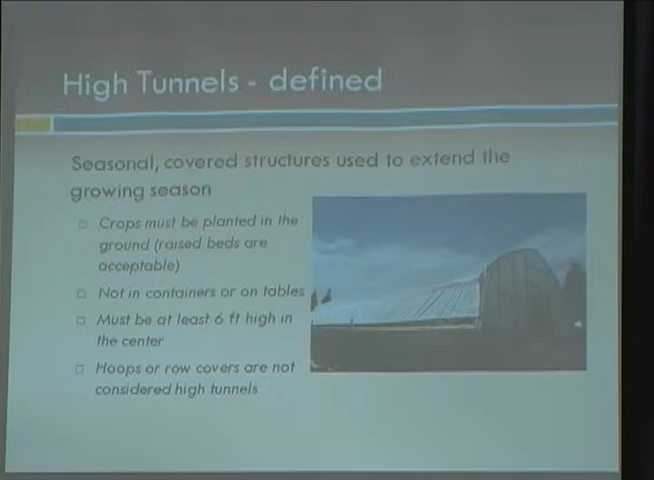 High Tunnels - defined
Seasonal, covered structures used to extend the
growing season
Crops must be planted in the
ground (raised beds are
acceptable)
Not in containers or on tables
Must be at least 6 ft high in
the center
Hoops or row covers are not
considered high tunnels